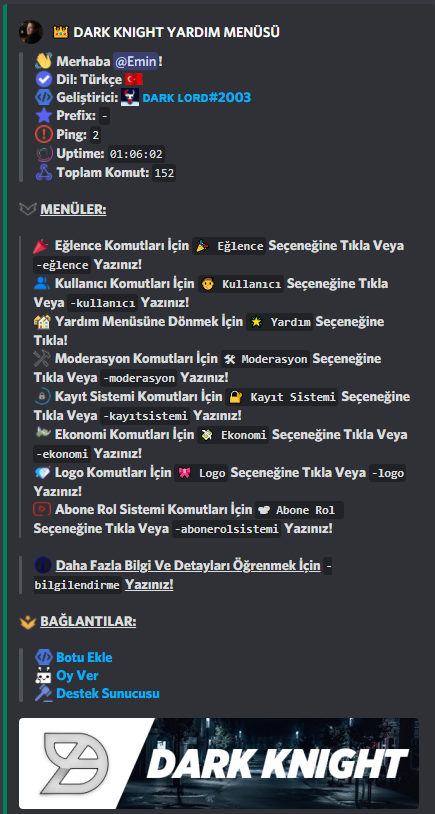 DARK KNIGHT YARDIM MENÜSÜ
Merhaba @Emin !
Dil: Türkçe
Geliştirici: DARK LORD#2003
Prefix: -
Ping: 2
Uptime: 01:06:02
Toplam Komut: 152
MENÜLER:
Eğlence Komutları İçin Eğlence Seçeneğine Tıkla Veya
-eğlence Yazınız!
Kullanıcı Komutları İçin Kullanıcı Seçeneğine Tıkla
Veya -kullanıcı Yazınız!
Yardım Menüsüne Dönmek İçin Yardım Seçeneğine
Tıkla!
Moderasyon Komutları İçin Moderasyon Seçeneğine
Tıkla Veya -moderasyon Yazınız!
Kayıt Sistemi Komutları İçin Kayıt Sistemi Seçeneğine
Tıkla Veya -kayıtsistemi Yazınız!
Ekonomi Komutları İçin Ekonomi Seçeneğine Tıkla Veya
-ekonomi Yazınız!
Logo Komutları İçin Logo Seçeneğine Tıkla Veya -logo
Yazınız!
Abone Rol Sistemi Komutları İçin Abone Rol
Seçeneğine Tıkla Veya -abonerolsistemi Yazınız!
Daha Fazla Bilgi Ve Detayları Öğrenmek İçin -
bilgilendirme Yazınız!
BAĞLANTILAR:
Botu Ekle
Oy Ver
Destek Sunucusu
DARK KNIGHT